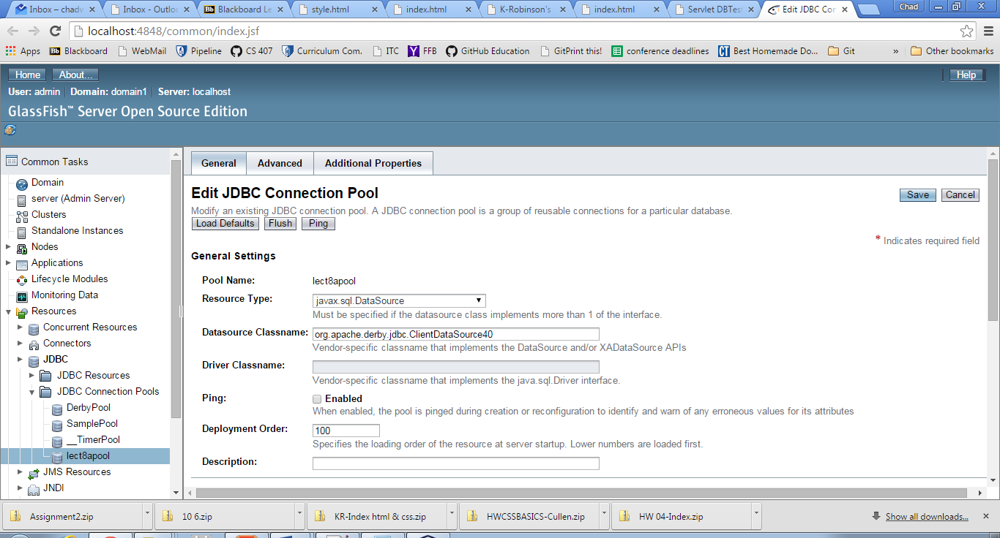 Inbox – chadw
Inbox - Outloo
Blackboard Le
style.html
index.html
K-Robinson's
index.html
Servlet DBTest
Edit JDBC Con
Chad
localhost:4848/common/index.jsf
Apps
Blackboard
WebMail
Pipeline
CS 407
Curriculum Com.
ITC
FFB
GitHub Education
GitPrint this!
conference deadlines
Best Homemade Do...
Git
»
Other bookmarks
Home
About...
Help
User: admin
Domain: domain1
Server: localhost
GlassFish™ Server Open Source Edition
Common Tasks
Domain
server (Admin Server)
Clusters
Standalone Instances
Nodes
Applications
Lifecycle Modules
Monitoring Data
Resources
Concurrent Resources
Connectors
JDBC
JDBC Resources
JDBC Connection Pools
DerbyPool
SamplePool
__TimerPool
lect8apool
JMS Resources
JNDI
General
Advanced
Additional Properties
Edit JDBC Connection Pool
Save
Cancel
Modify an existing JDBC connection pool. A JDBC connection pool is a group of reusable connections for a particular database.
Load Defaults
Flush
Ping
* Indicates required field
General Settings
Pool Name:
lect8apool
Resource Type:
javax.sql.DataSource
Must be specified if the datasource class implements more than 1 of the interface.
Datasource Classname:
org.apache.derby.jdbc.ClientDataSource40
Vendor-specific classname that implements the DataSource and/or XADataSource APIs
Driver Classname:
Vendor-specific classname that implements the java.sql.Driver interface.
Ping:
Enabled
When enabled, the pool is pinged during creation or reconfiguration to identify and warn of any erroneous values for its attributes
Deployment Order:
100
Specifies the loading order of the resource at server startup. Lower numbers are loaded first.
Description:
Assignment2.zip
10 6.zip
KR-Index html & css.zip
HWCSSBASICS-Cullen.zip
HW 04-Index.zip
Show all downloads...